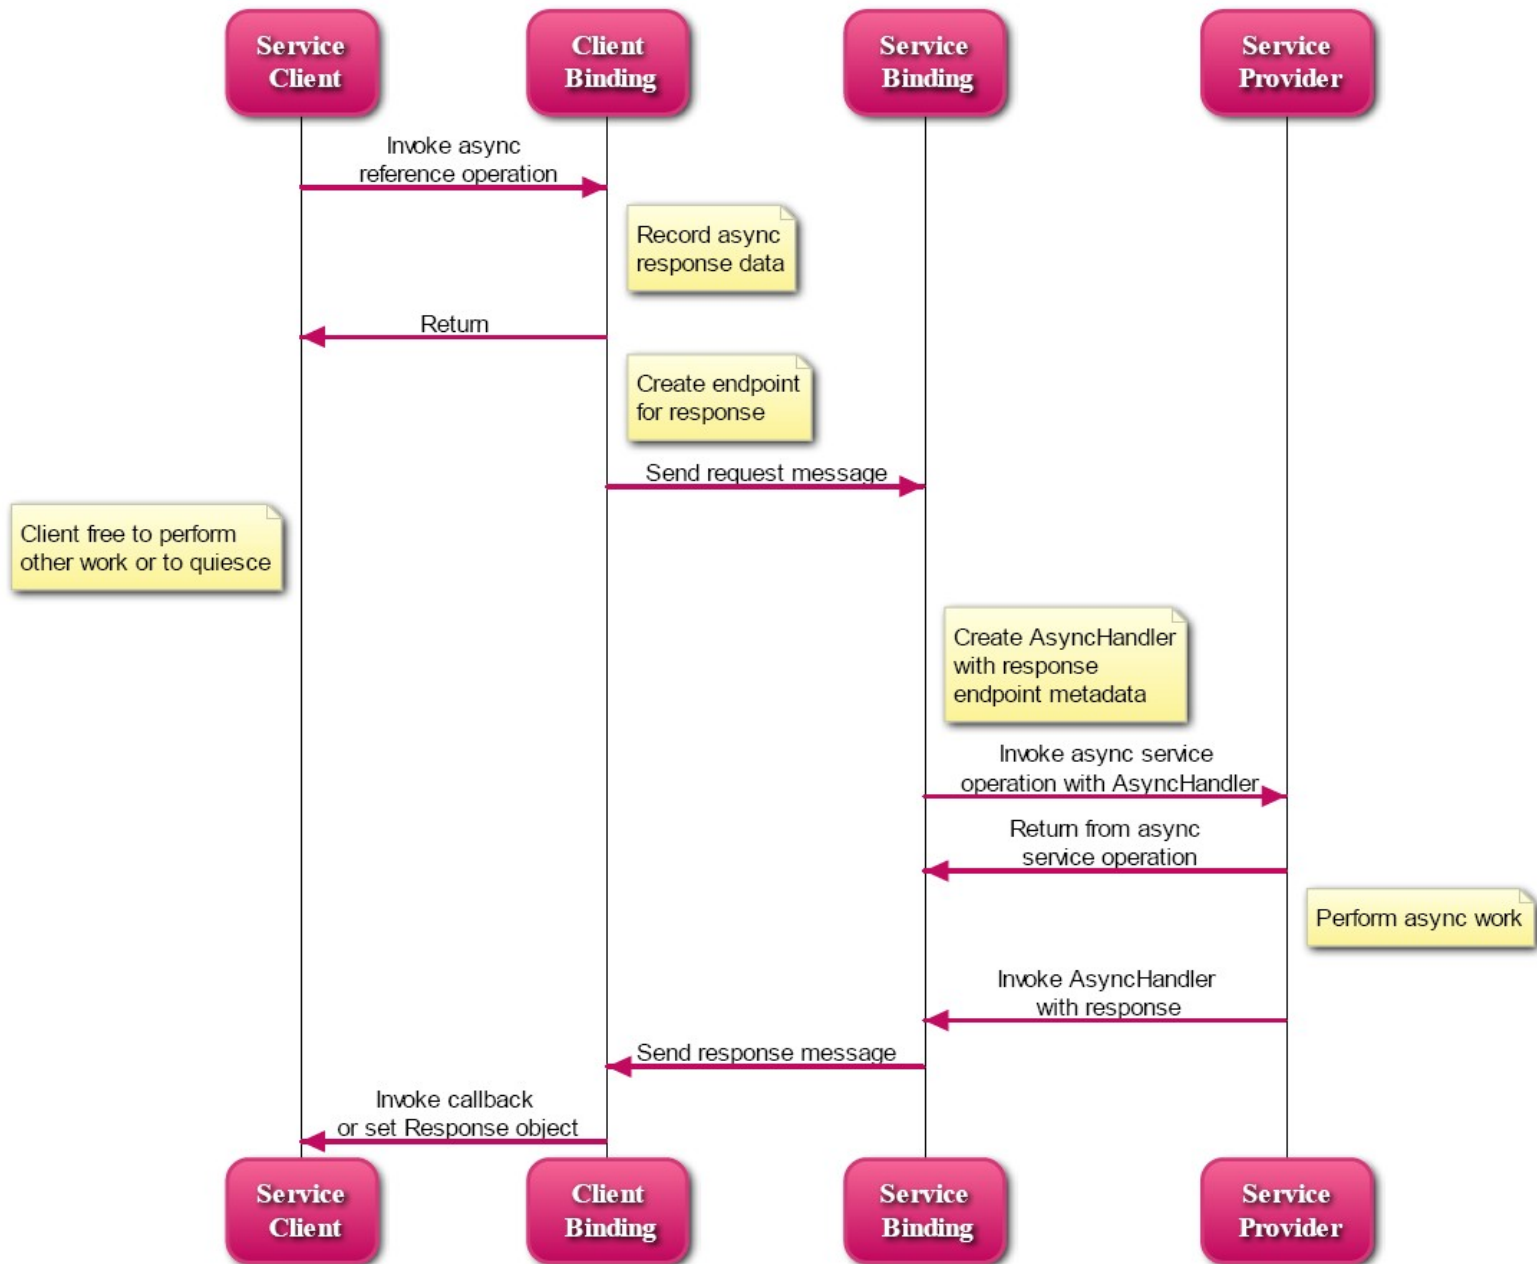 Service
Client
Client
Binding
Service
Binding
Service
Provider
Invoke async
reference operation
Record async
response data
Return
Create endpoint
for response
Send request message
Client free to perform
other work or to quiesce
Create AsyncHandler
with response
endpoint metadata
Invoke async service
operation with AsyncHandler
Return from async
service operation
Perform async work
Invoke AsyncHandler
with response
Send response message
Invoke callback
or set Response object
Service
Client
Client
Binding
Service
Binding
Service
Provider